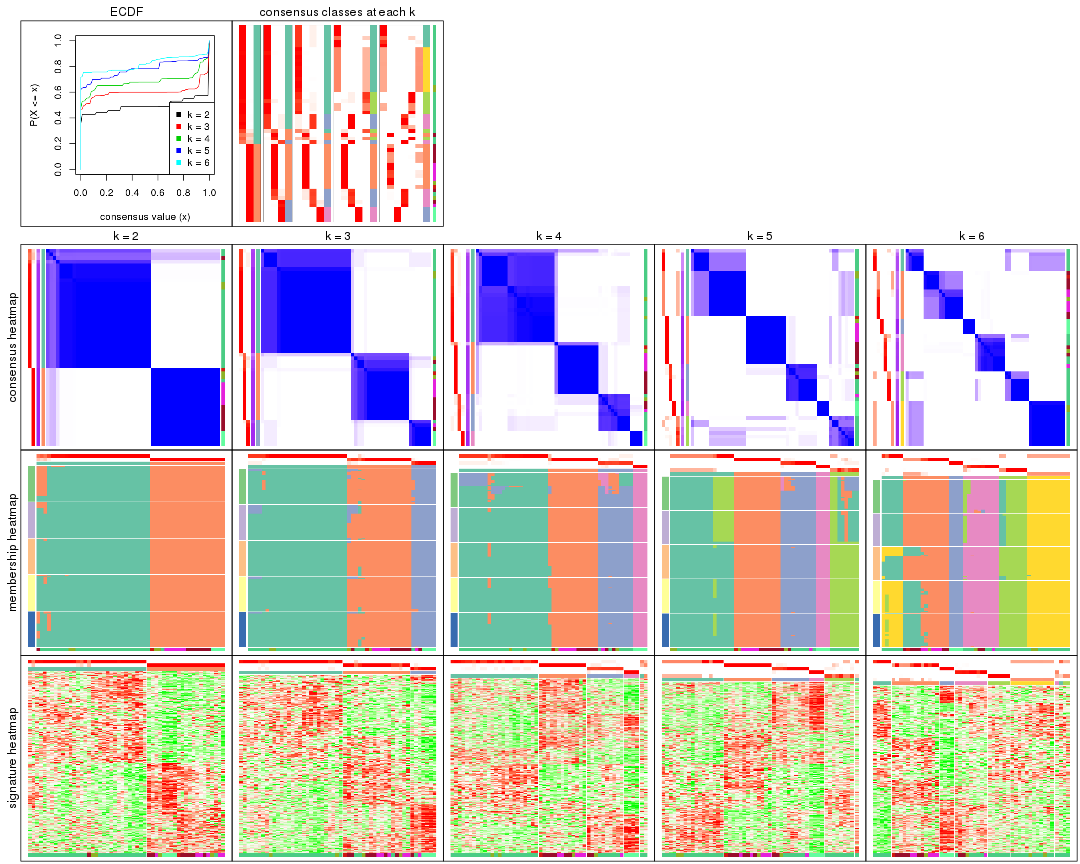 ECDF
consensus classes at each k
P(X <= x)
1.0
0.8
0.6
0.4
0.2
0.0
k = 2
k = 3
k = 4
k = 5
k = 6
0.0 0.2 0.4 0.6 0.8 1.0
consensus value (x)
k = 2
k = 3
k = 4
k = 5
k = 6
consensus heatmap
membership heatmap
signature heatmap